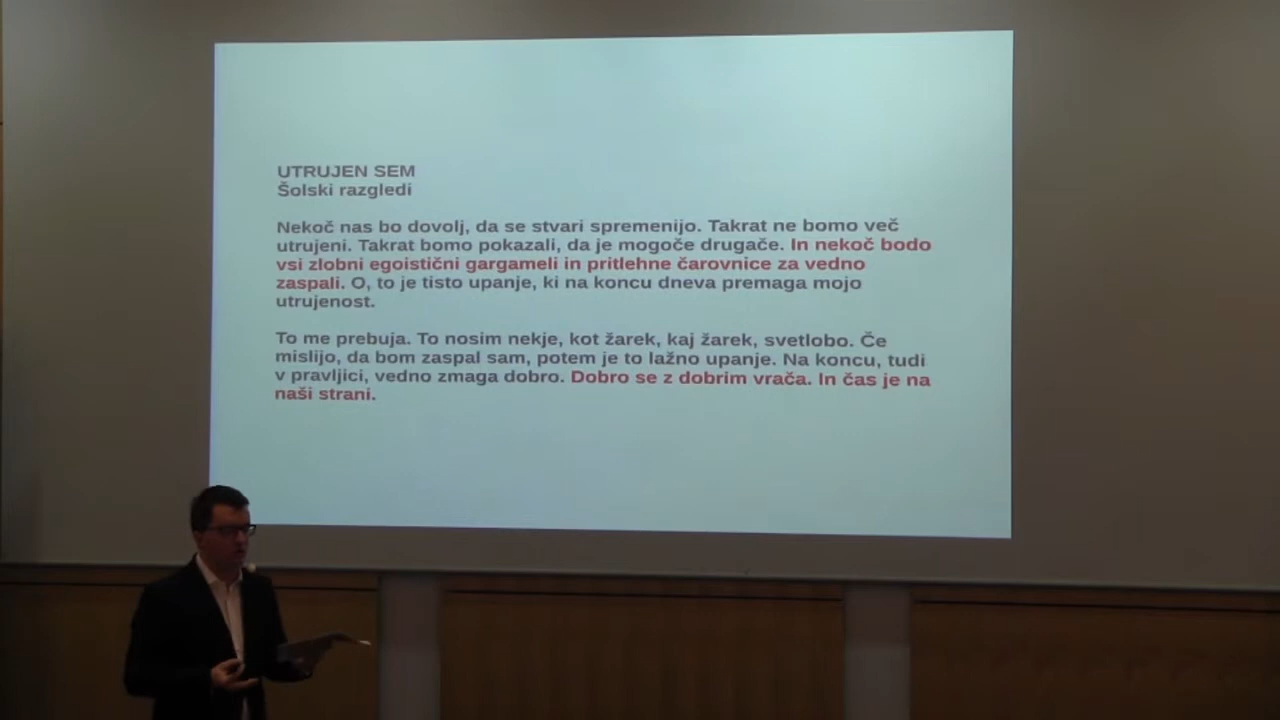 UTRUJEN SEM
Šolski razgledi
Nekoč nas bo dovolj, da se stvari spremenijo. Takrat ne bomo več
utrujeni. Takrat bomo pokazali, da je mogoče drugače. In nekoč bodo
vsi zlobni egoistični gargameli in pritlehne čarovnice za vedno
zaspali. O, to je tisto upanje, ki na koncu dneva premaga mojo
utrujenost.
To me prebuja. To nosim nekje, kot žarek, kaj žarek, svetlobo. Če
mislijo, da bom zaspal sam, potem je to lažno upanje. Na koncu, tudi
v pravljici, vedno zmaga dobro. Dobro se z dobrim vrača. In čas je na
naši strani.